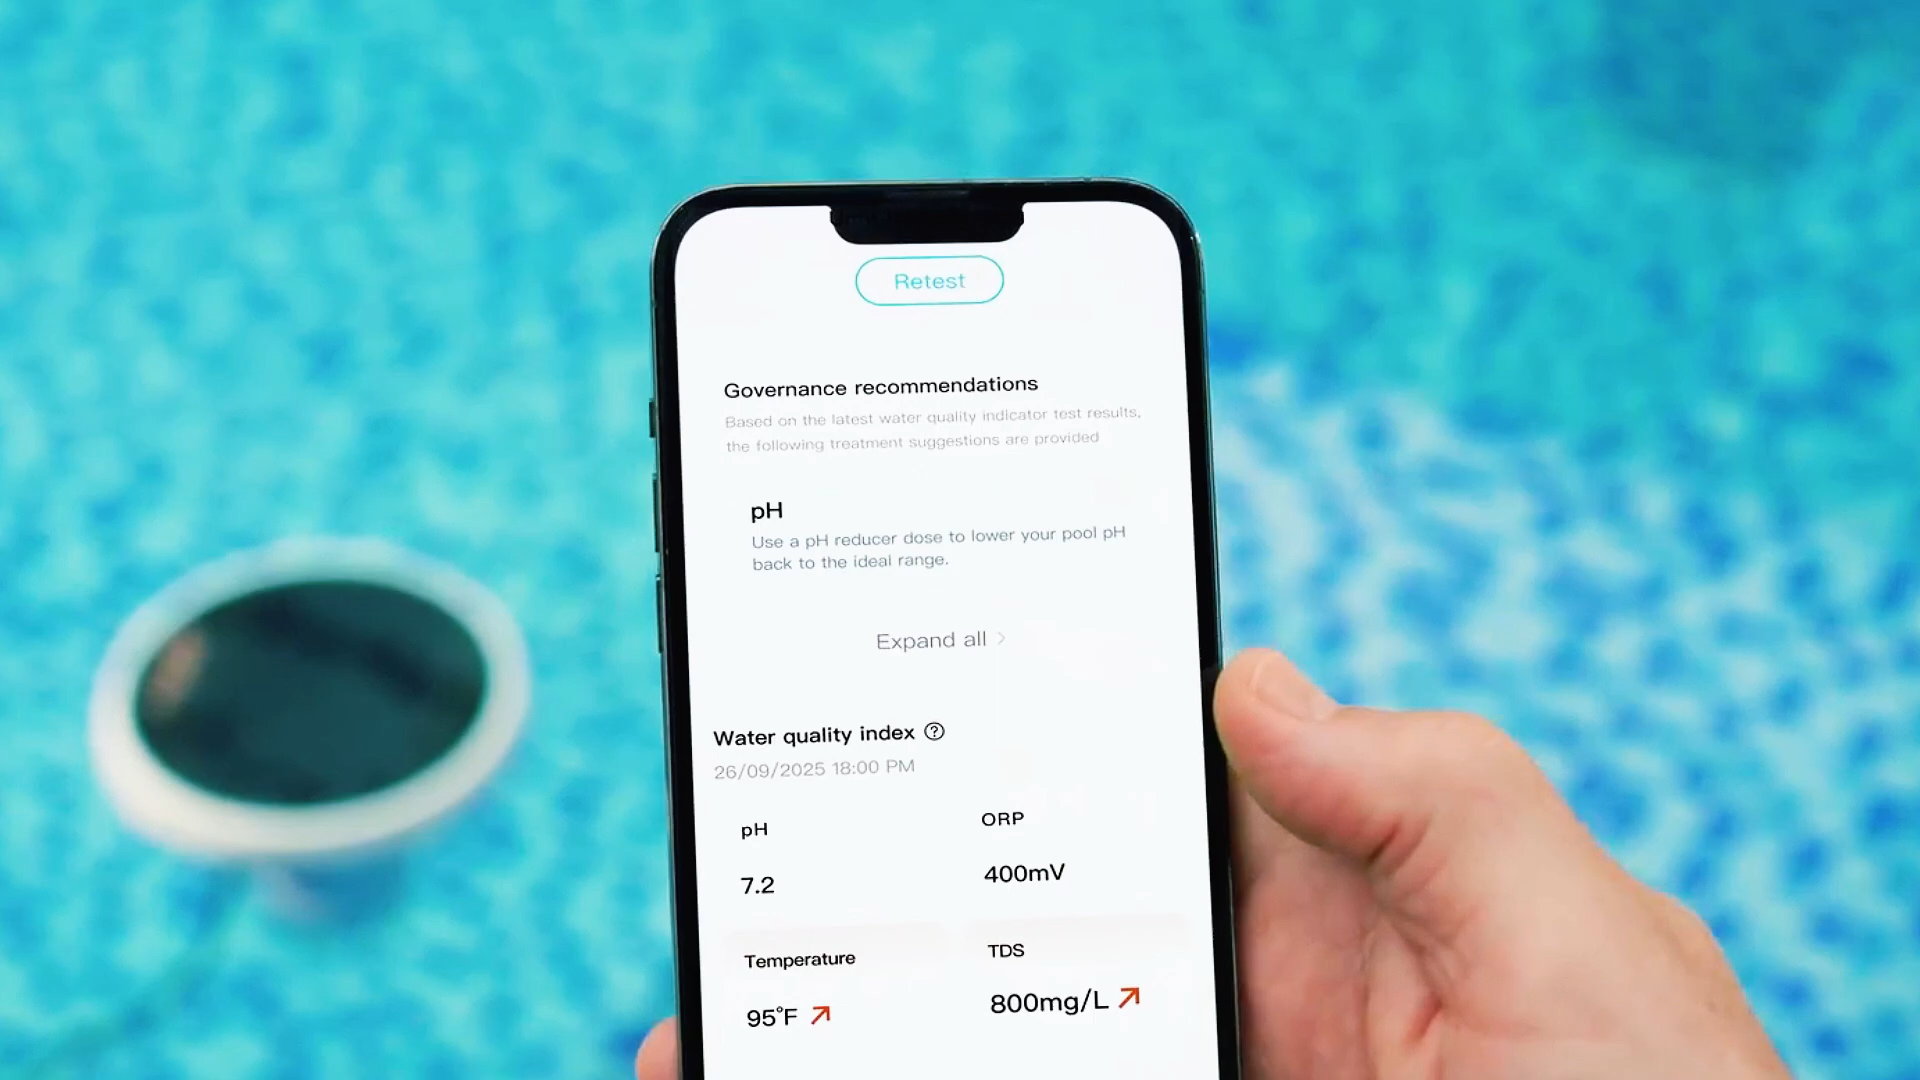 Retest
Governance recommendations
Based on the latest water quality indicator test results,
the following treatment suggestions are provided
pH
Use a pH reducer dose to lower your pool pH
back to the ideal range.
Expand all >
Water quality index ?
26/09/2025 18:00 PM
pH
ORP
7.2
400mV
Temperature
TDS
95°F
800mg/L